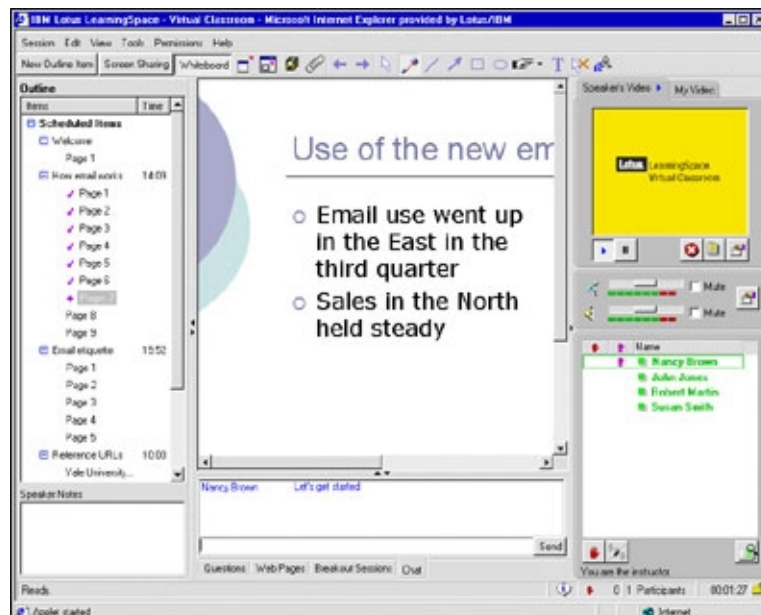 IBM Lotus LearningSpace - Virtual Classroom - Microsoft Internet Explorer provided by Lotus/IBM
Session Edit View Tools Permissions Help
New Outline Item Screen Sharing Whiteboard
Outline
Items Time
Scheduled Items
Welcome
Page 1
How email works 14:09
Page 1
Page 2
Page 3
Page 4
Page 5
Page 6
Page 7
Page 8
Page 9
Email etiquette 15:52
Page 1
Page 2
Page 3
Page 4
Page 5
Reference URLs 10:00
Yale University...
Speaker Notes
Use of the new em
Email use went up
in the East in the
third quarter
Sales in the North
held steady
Nancy Brown Let's get started
Send
Questions Web Pages Breakout Sessions Chat
Speaker's Video My Video
Lotus LearningSpace
Virtual Classroom
Mute
Mute
Name
Nancy Brown
John Jones
Robert Martin
Susan Smith
You are the instructor
Ready. 0 1 Participants 00:01:27
started Internet